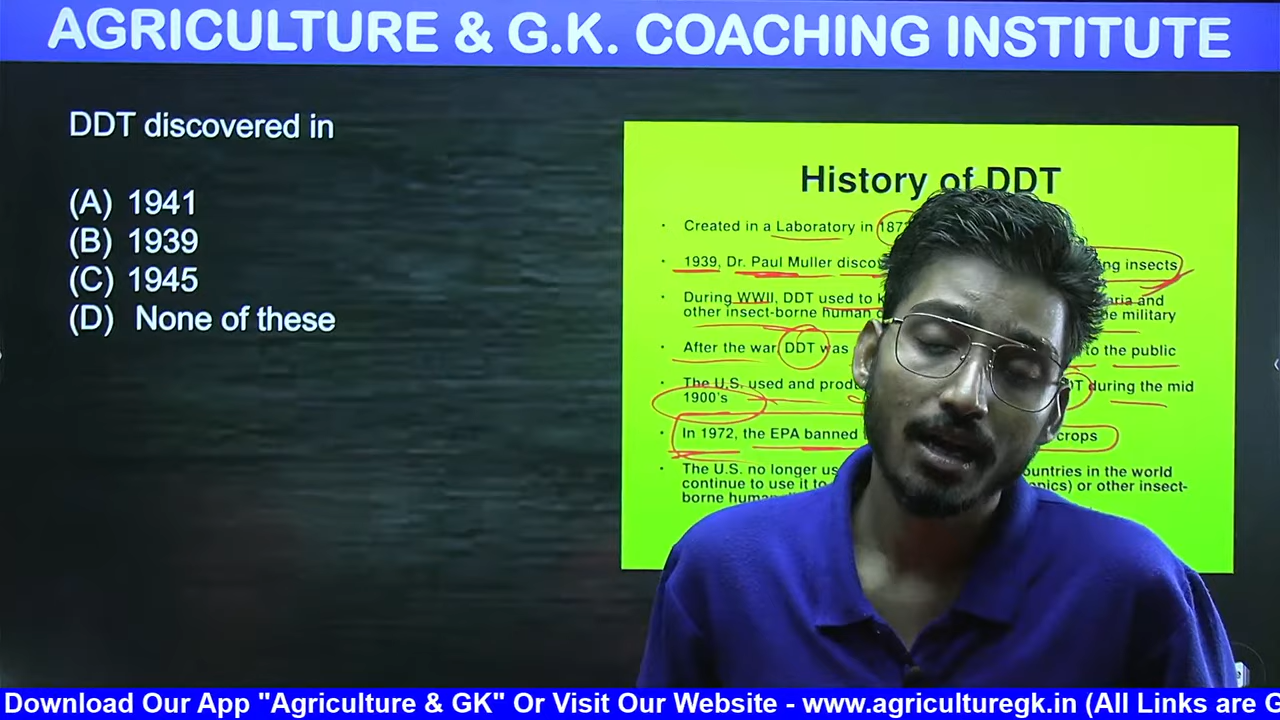 AGRICULTURE & G.K. COACHING INSTITUTE
DDT discovered in
(A) 1941
(B) 1939
(C) 1945
(D) None of these
History of DDT
• Created in a Laboratory in
• 1939, Dr. Paul Muller insects
• During WWII, DDT used to and
other insect-borne human military
• After the war DDT was to the public
• The U.S. used and during the mid
1900's
• In 1972, the EPA banned crops
• The U.S. no longer in the world
continue to use it to or other insect-
borne
Download Our App "Agriculture & GK" Or Visit Our Website - www.agriculturegk.in (All Links are